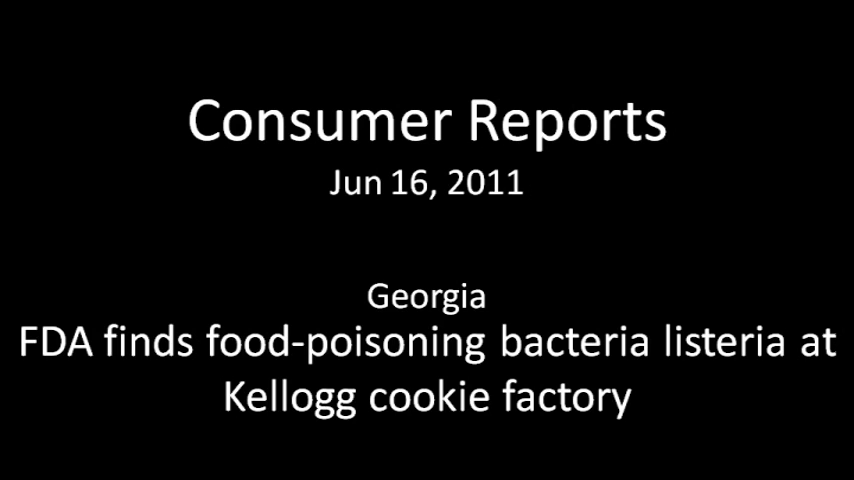 Consumer Reports
Jun 16, 2011
Georgia
FDA finds food-poisoning bacteria listeria at
Kellogg cookie factory